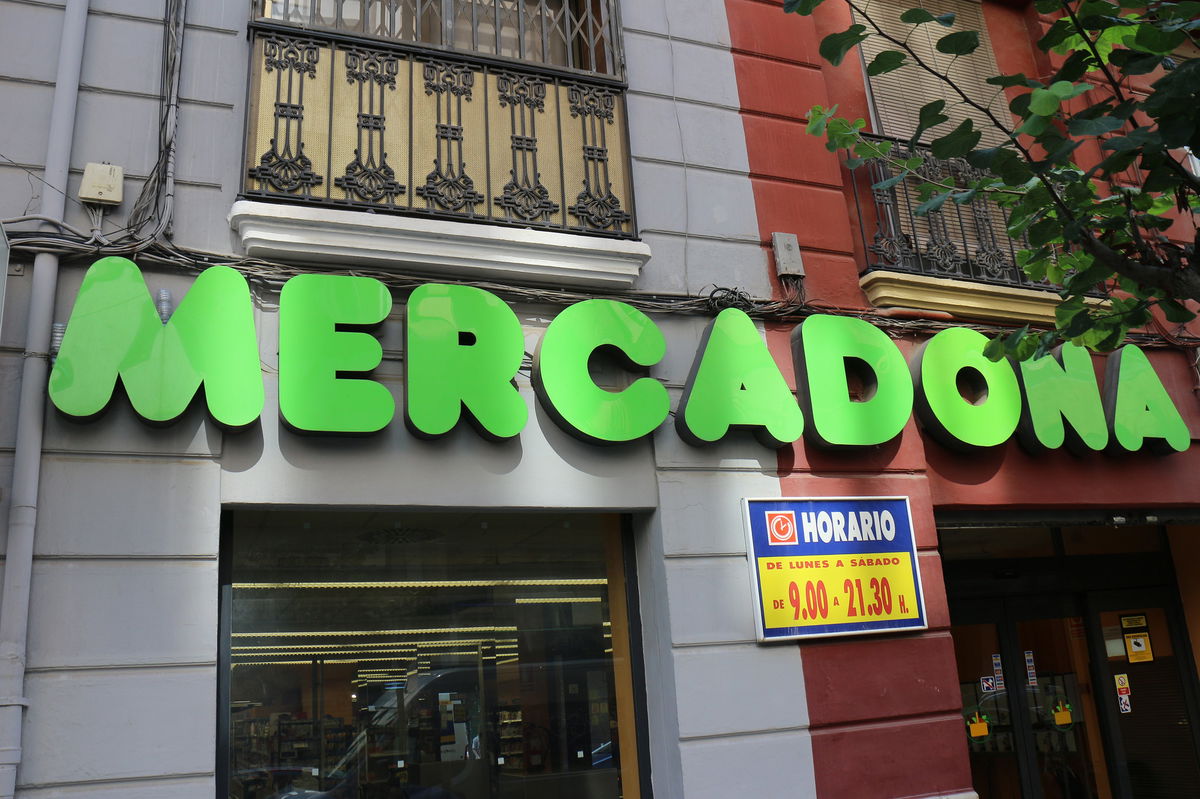 MERCADONA
HORARIO
DE LUNES A SÁBADO
DE 9.00 A 21.30 H.